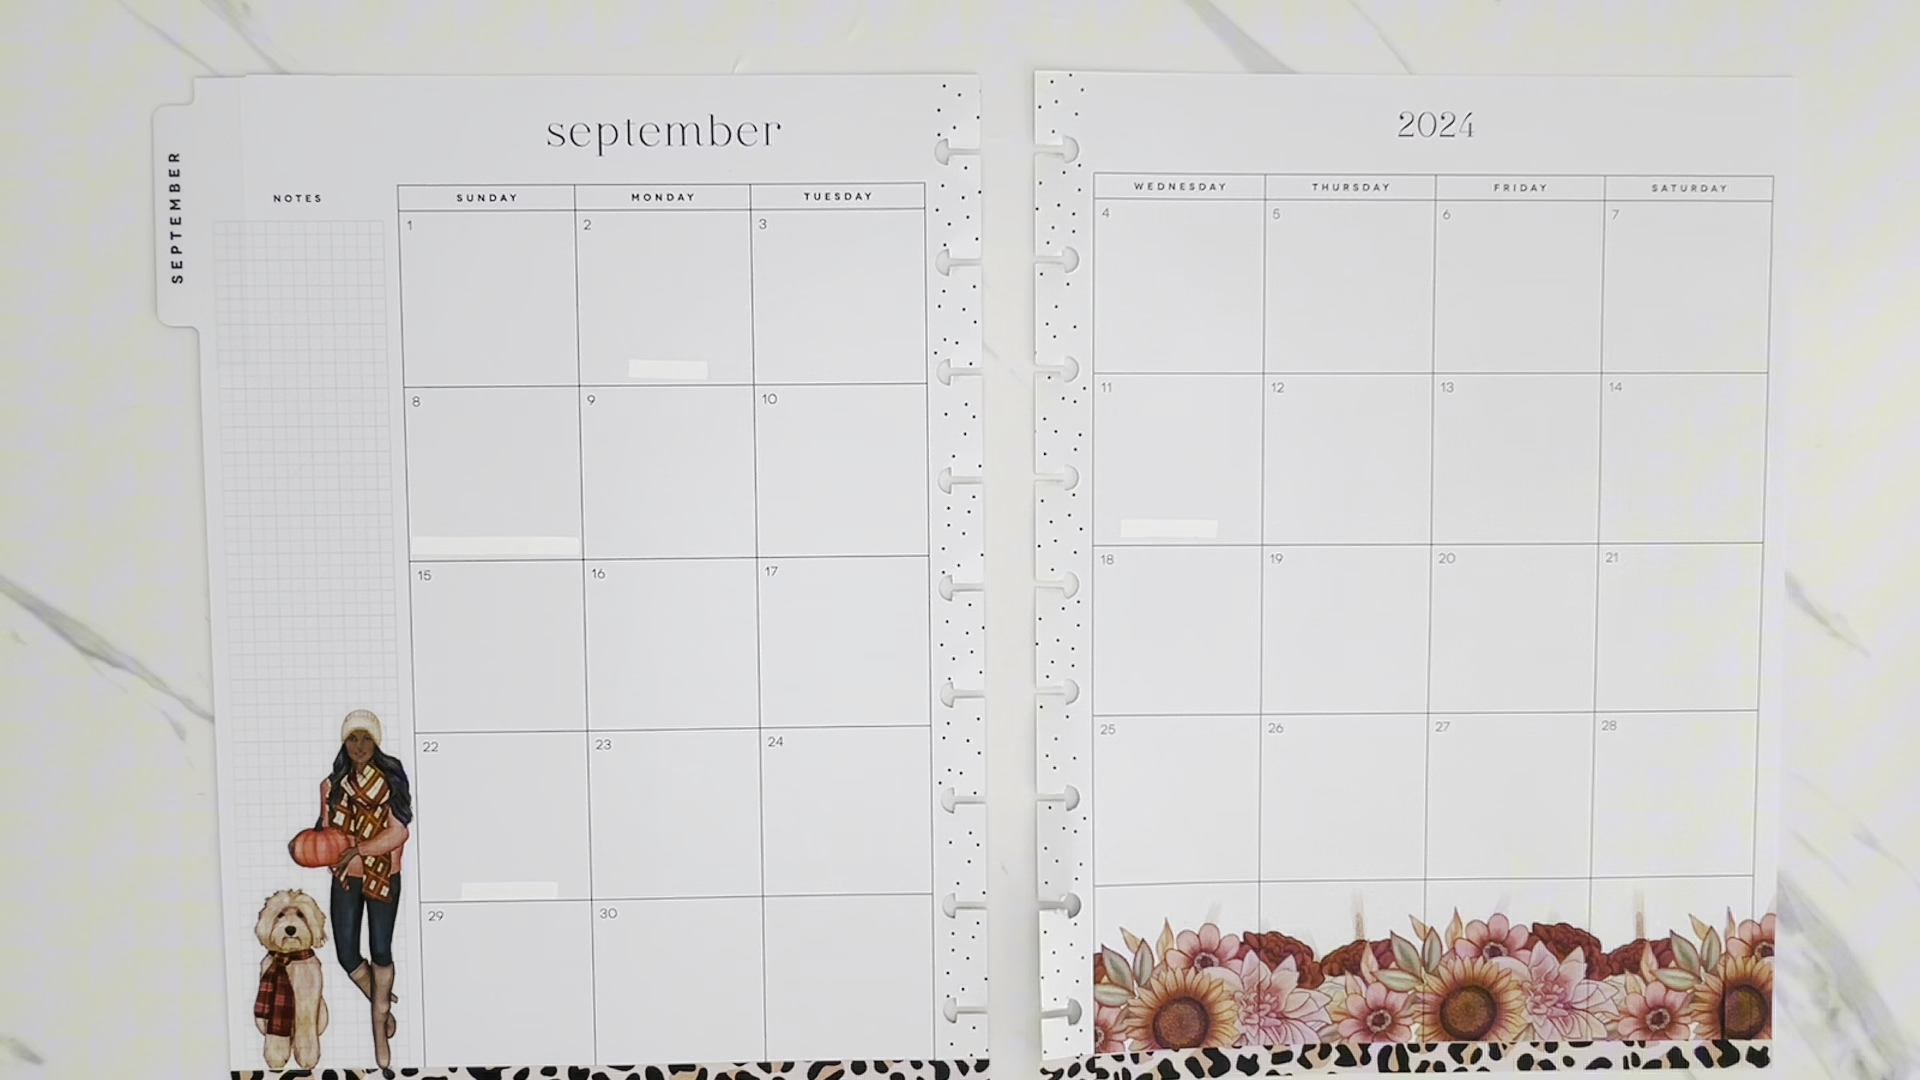 september
2024
SEPTEMBER
NOTES
SUNDAY MONDAY TUESDAY WEDNESDAY THURSDAY FRIDAY SATURDAY
1 2 3 4 5 6 7
8 9 10 11 12 13 14
15 16 17 18 19 20 21
22 23 24 25 26 27 28
29 30